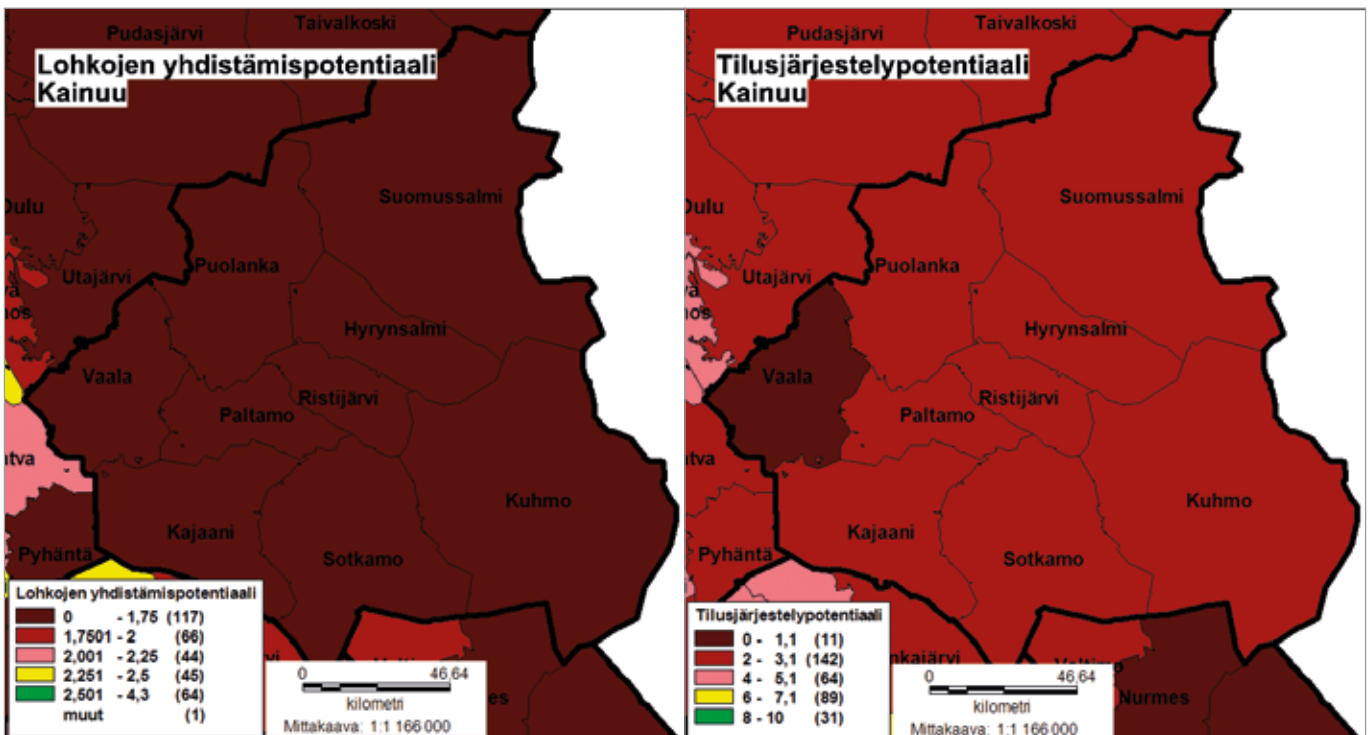 Pudasjärvi
Taivalkoski
Lohkojen yhdistämispotentiaali
Kainuu
Suomussalmi
Oulu
Utajärvi
Puolanka
Hyrynsalmi
Vaala
Ristijärvi
Paltamo
Kuhmo
Kajaani
Pyhäntä
Sotkamo
Lohkojen yhdistämispotentiaali
0 - 1,75 (117)
1,7501 - 2 (66)
2,001 - 2,25 (44)
2,251 - 2,5 (45)
2,501 - 4,3 (64)
muut (1)
0 46,64
kilometri
Mittakaava: 1:1 166 000
Pudasjärvi
Taivalkoski
Tilusjärjestelypotentiaali
Kainuu
Suomussalmi
Oulu
Utajärvi
Puolanka
Hyrynsalmi
Vaala
Ristijärvi
Paltamo
Kuhmo
Kajaani
Pyhäntä
Sotkamo
Tilusjärjestelypotentiaali
0 - 1,1 (11)
2 - 3,1 (142)
4 - 5,1 (64)
6 - 7,1 (89)
8 - 10 (31)
nkajärvi
Valtimo
Nurmes
0 46,64
kilometri
Mittakaava: 1:1 166 000